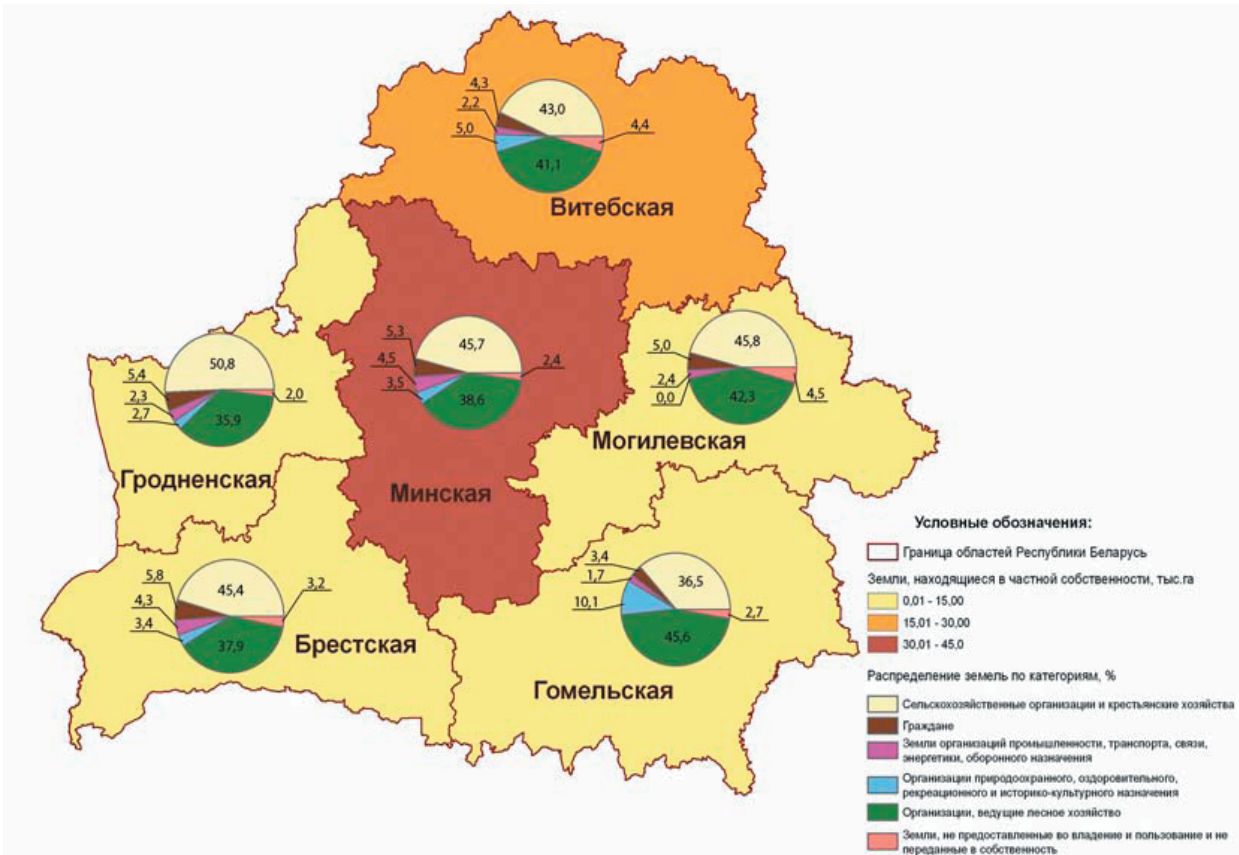 4,3
43,0
2,2
5,0
4,4
41,1
Витебская
5,3
45,7
4,5
3,5
2,4
38,6
Минская
5,0
45,8
2,4
0,0
4,5
42,3
Могилевская
50,8
5,4
2,3
2,7
2,0
35,9
Гродненская
5,8
45,4
4,3
3,4
3,2
37,9
Брестская
3,4
36,5
1,7
10,1
2,7
45,6
Гомельская
Условные обозначения:
Граница областей Республики Беларусь
Земли, находящиеся в частной собственности, тыс.га
0,01 - 15,00
15,01 - 30,00
30,01 - 45,0
Распределение земель по категориям, %
Сельскохозяйственные организации и крестьянские хозяйства
Граждане
Земли организаций промышленности, транспорта, связи,
энергетики, оборонного назначения
Организации природоохранного, оздоровительного,
рекреационного и историко-культурного назначения
Организации, ведущие лесное хозяйство
Земли, не предоставленные во владение и пользование и не
переданные в собственность